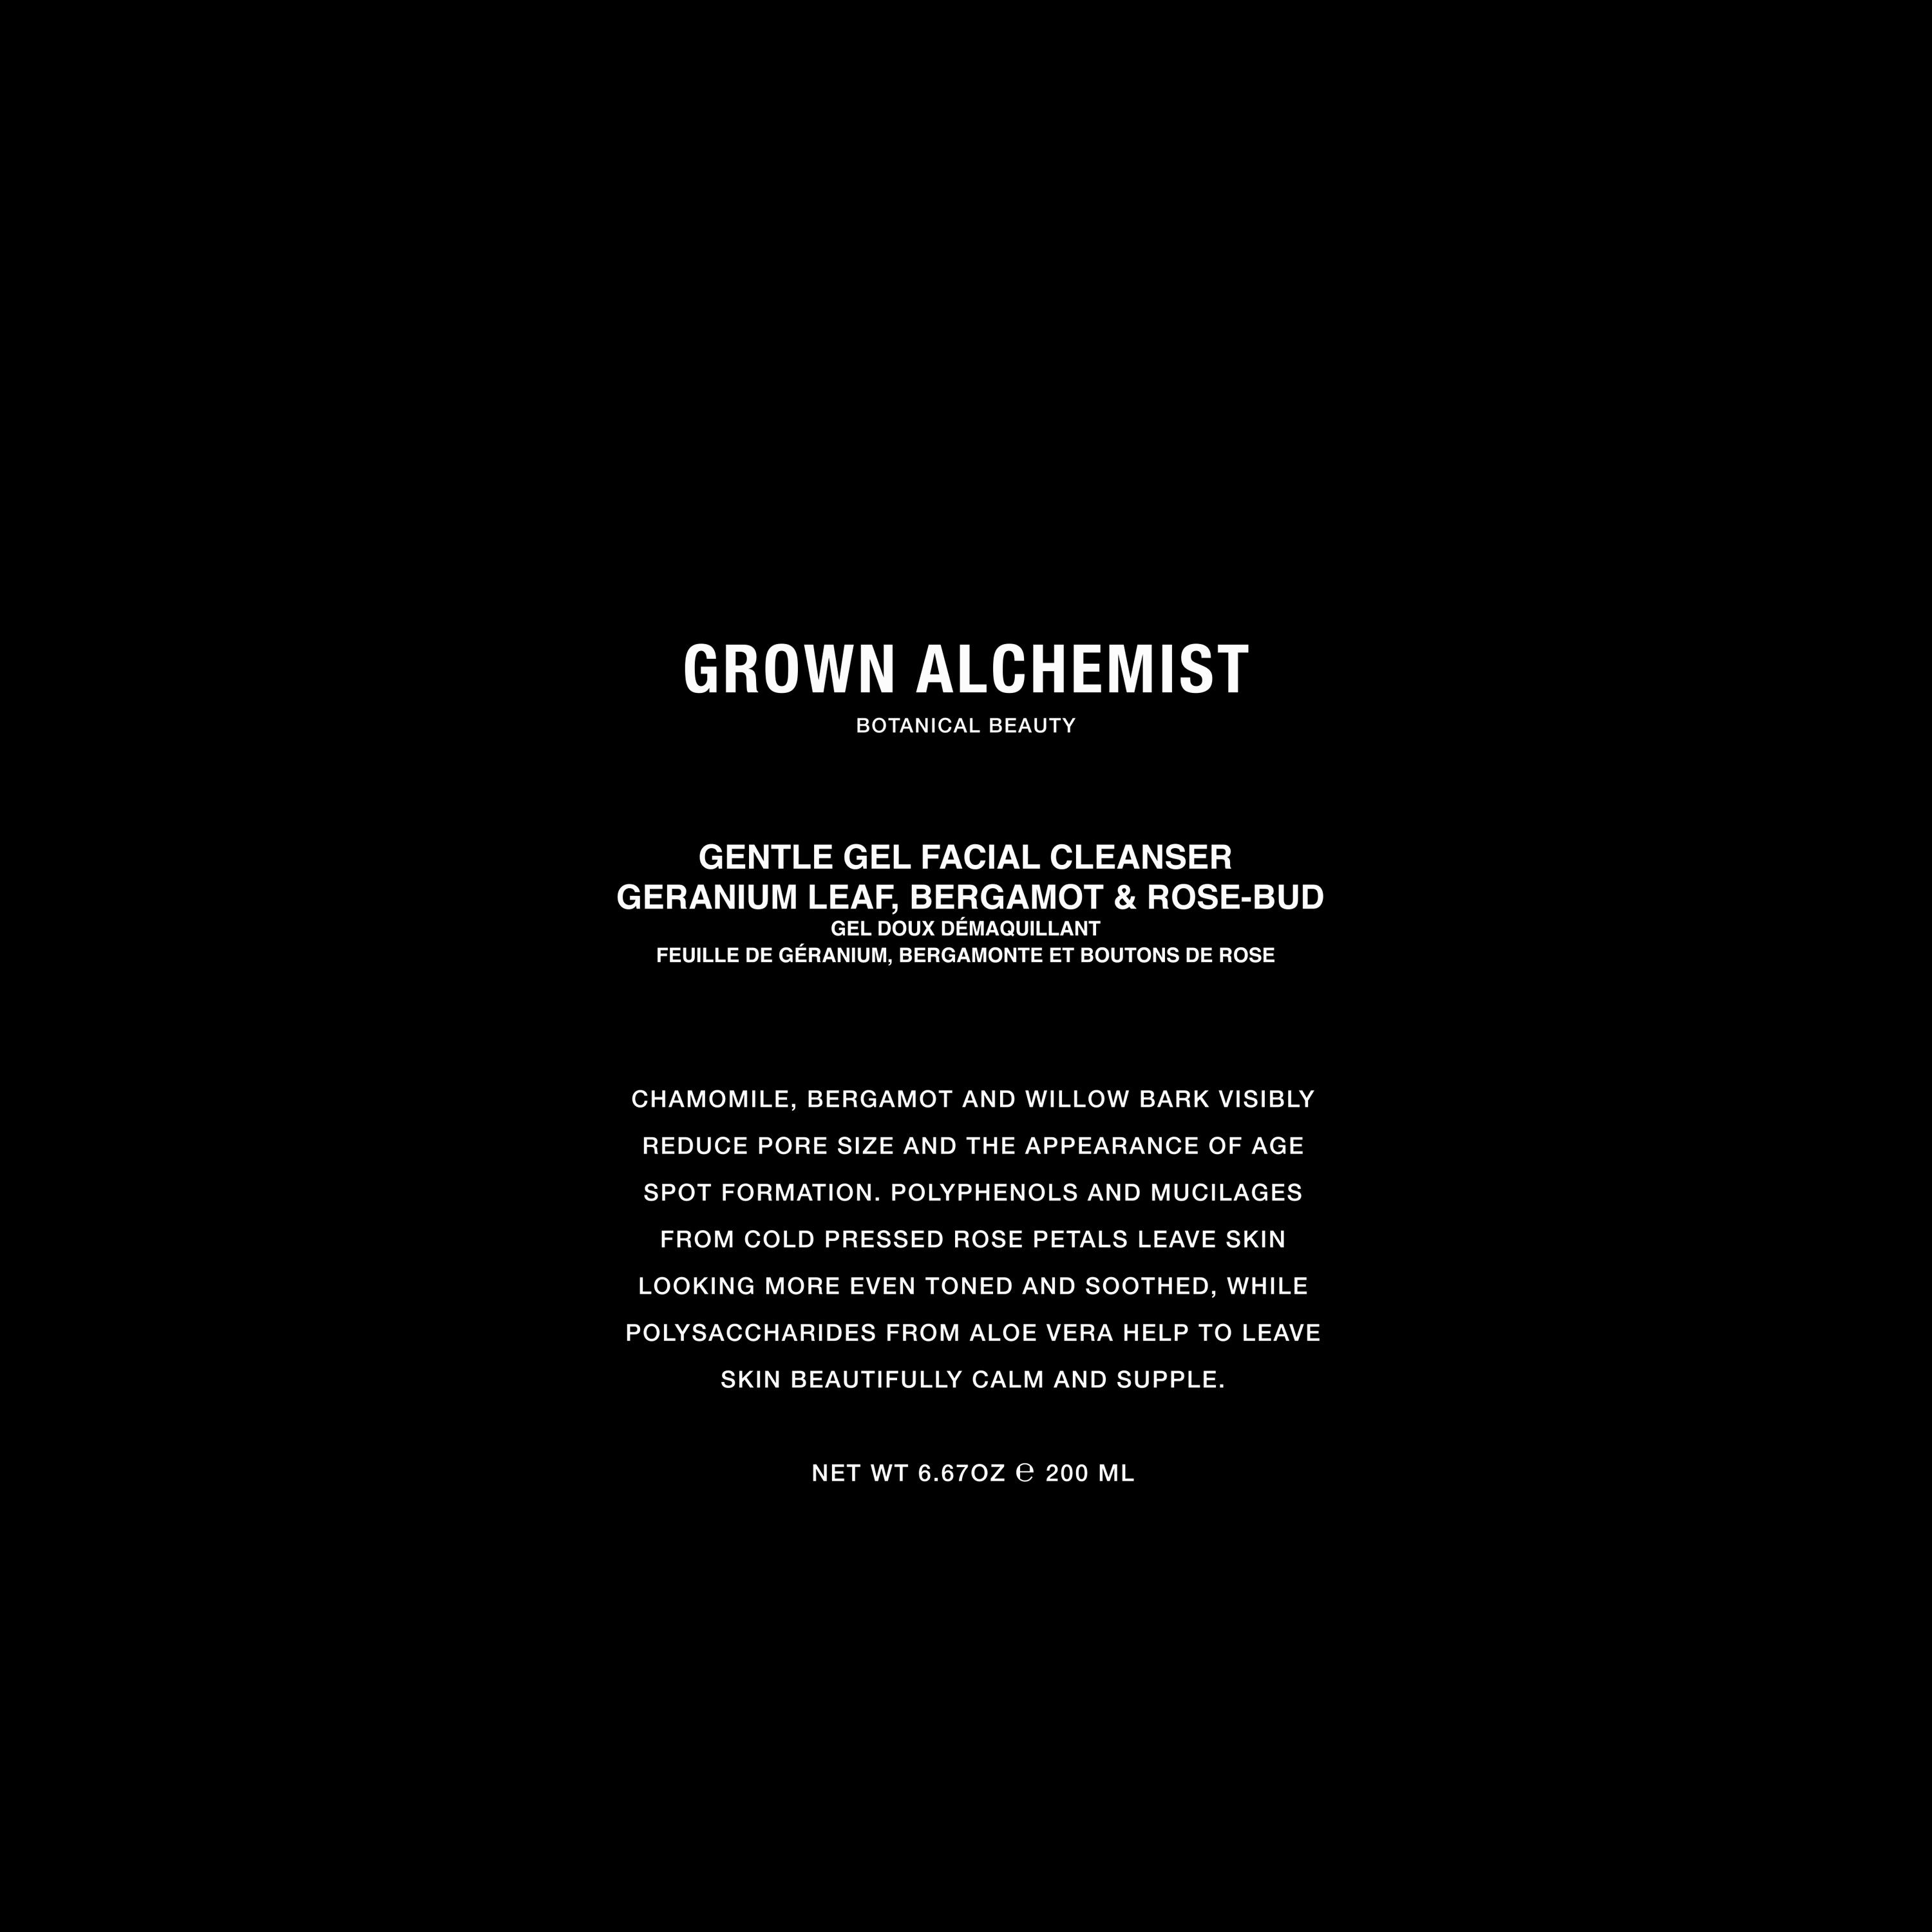 GROWN ALCHEMIST
BOTANICAL BEAUTY
GENTLE GEL FACIAL CLEANSER
GERANIUM LEAF, BERGAMOT & ROSE-BUD
GEL DOUX DÉMAQUILLANT
FEUILLE DE GÉRANIUM, BERGAMONTE ET BOUTONS DE ROSE
CHAMOMILE, BERGAMOT AND WILLOW BARK VISIBLY
REDUCE PORE SIZE AND THE APPEARANCE OF AGE
SPOT FORMATION. POLYPHENOLS AND MUCILAGES
FROM COLD PRESSED ROSE PETALS LEAVE SKIN
LOOKING MORE EVEN TONED AND SOOTHED, WHILE
POLYSACCHARIDES FROM ALOE VERA HELP TO LEAVE
SKIN BEAUTIFULLY CALM AND SUPPLE.
NET WT 6.67OZ ℮ 200 ML